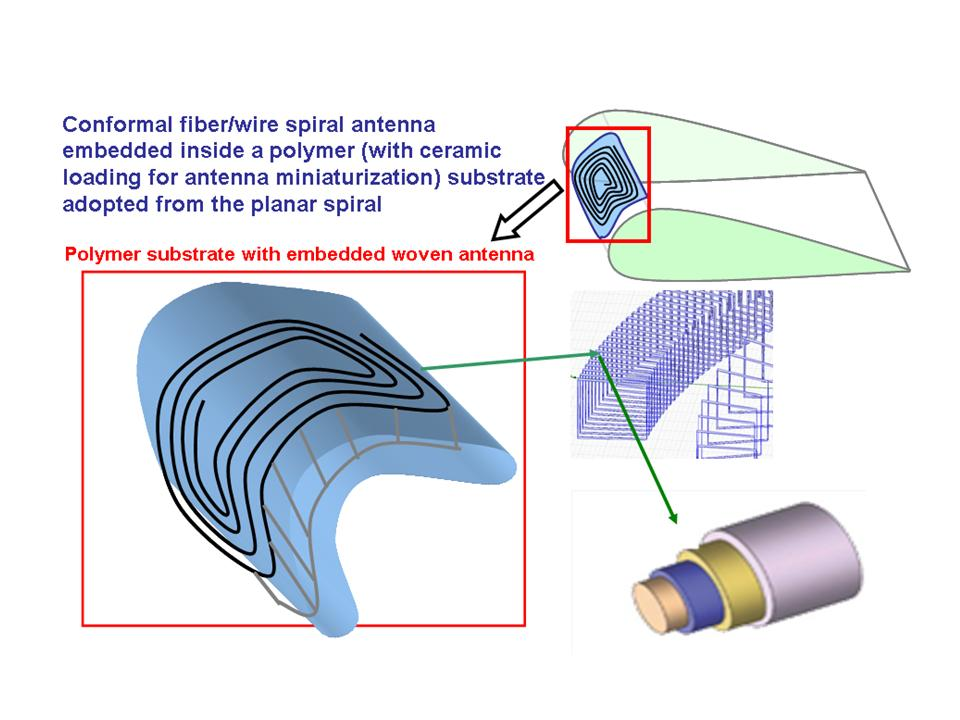 Conformal fiber/wire spiral antenna
embedded inside a polymer (with ceramic
loading for antenna miniaturization) substrate
adopted from the planar spiral
Polymer substrate with embedded woven antenna